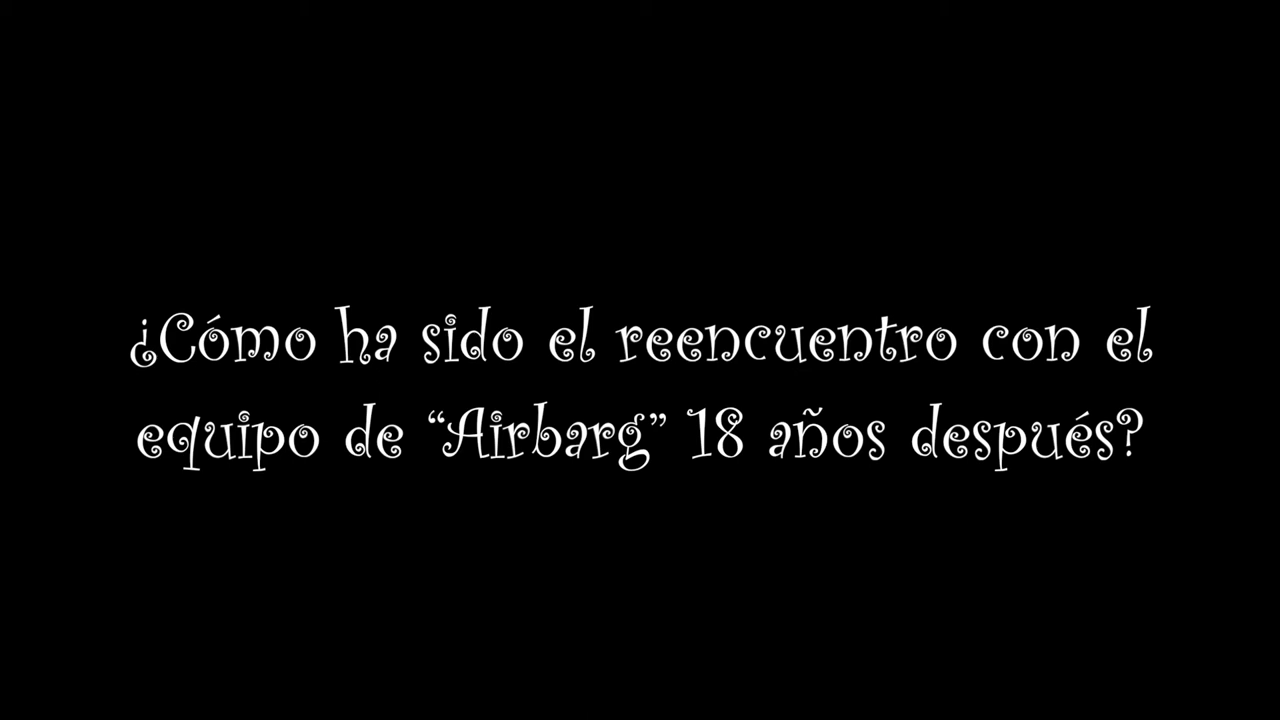 ¿Cómo ha sido el reencuentro con el
equipo de “Airbarg” 18 años después?